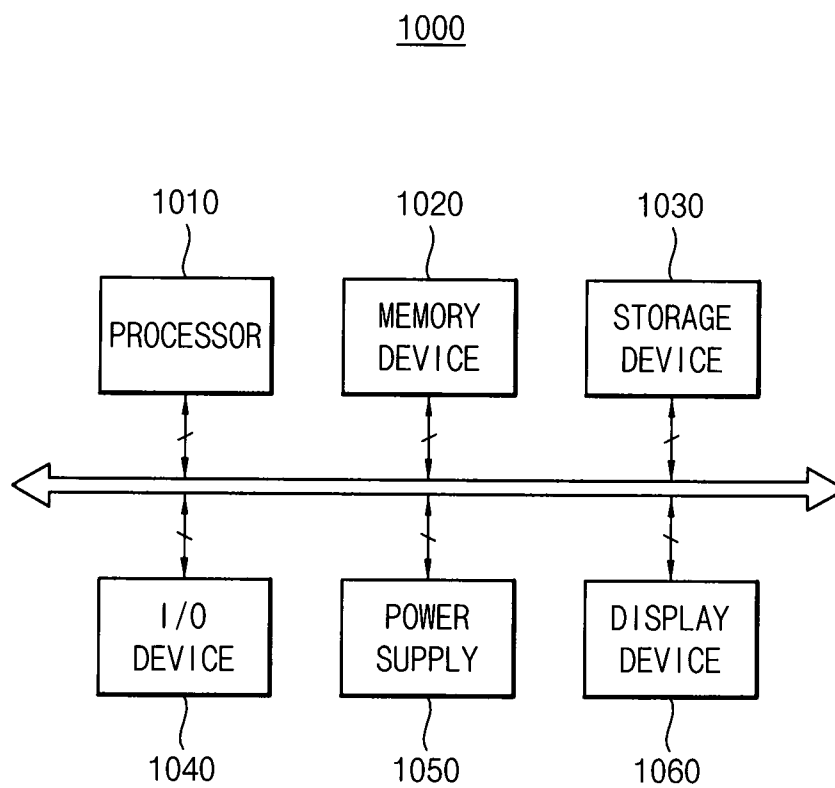 1000
1010
1020
1030
PROCESSOR
MEMORY
DEVICE
STORAGE
DEVICE
I/O
DEVICE
POWER
SUPPLY
DISPLAY
DEVICE
1040
1050
1060